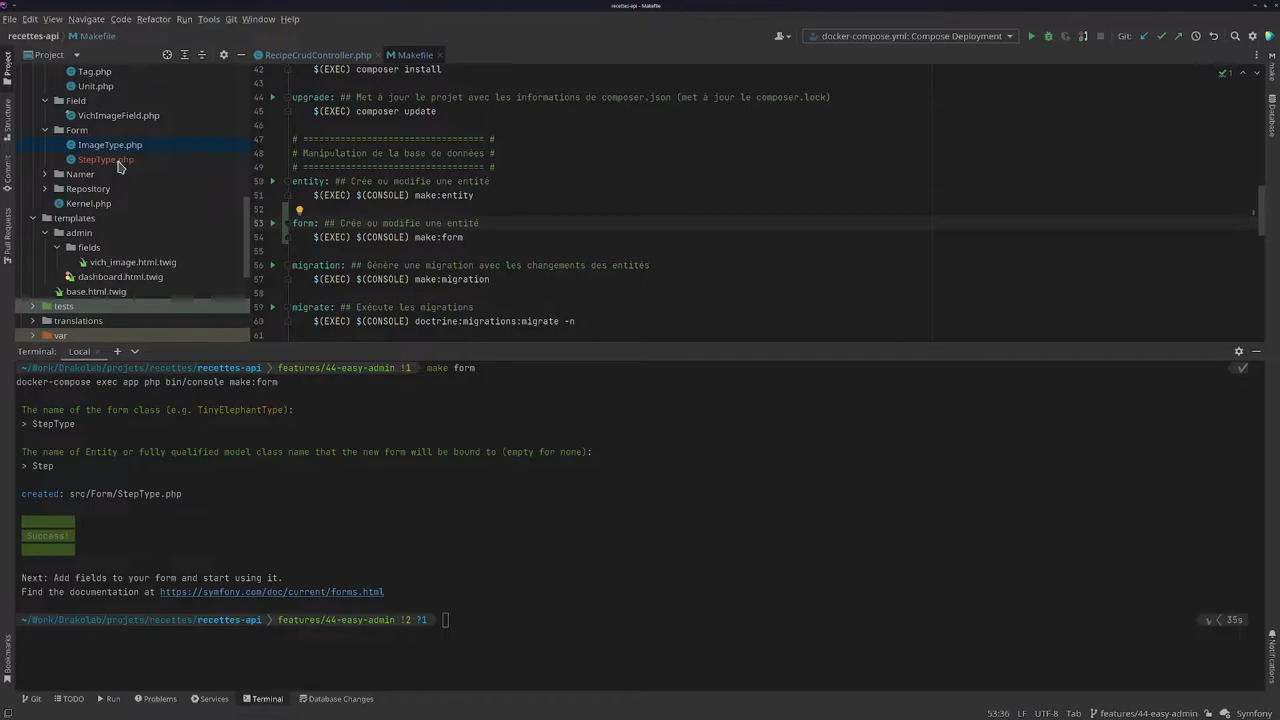 recettes-api – Makefile
File Edit View Navigate Code Refactor Run Tools Git Window Help
recettes-api Makefile
docker-compose.yml: Compose Deployment
Git:
Project
RecipeCrudController.php
Makefile
Tag.php
Unit.php
Field
VichImageField.php
Form
ImageType.php
StepType.php
Namer
Repository
Kernel.php
templates
admin
fields
vich_image.html.twig
dashboard.html.twig
base.html.twig
tests
translations
var
42 $(EXEC) composer install
43
44 upgrade: ## Met à jour le projet avec les informations de composer.json (met à jour le composer.lock)
45 $(EXEC) composer update
46
47 # ================================== #
48 # Manipulation de la base de données #
49 # ================================== #
50 entity: ## Crée ou modifie une entité
51 $(EXEC) $(CONSOLE) make:entity
52
53 form: ## Crée ou modifie une entité
54 $(EXEC) $(CONSOLE) make:form
55
56 migration: ## Génère une migration avec les changements des entités
57 $(EXEC) $(CONSOLE) make:migration
58
59 migrate: ## Exécute les migrations
60 $(EXEC) $(CONSOLE) doctrine:migrations:migrate -n
61
1
Project
Structure
Commit
Pull Requests
Bookmarks
make
Database
Notifications
Terminal: Local
~/Work/Drakolab/projets/recettes/recettes-api features/44-easy-admin !1 make form
docker-compose exec app php bin/console make:form
The name of the form class (e.g. TinyElephantType):
> StepType
The name of Entity or fully qualified model class name that the new form will be bound to (empty for none):
> Step
created: src/Form/StepType.php
Success!
Next: Add fields to your form and start using it.
Find the documentation at https://symfony.com/doc/current/forms.html
~/Work/Drakolab/projets/recettes/recettes-api features/44-easy-admin !2 ?1 35s
Git TODO Run Problems Services Terminal Database Changes
53:36 LF UTF-8 Tab features/44-easy-admin Symfony